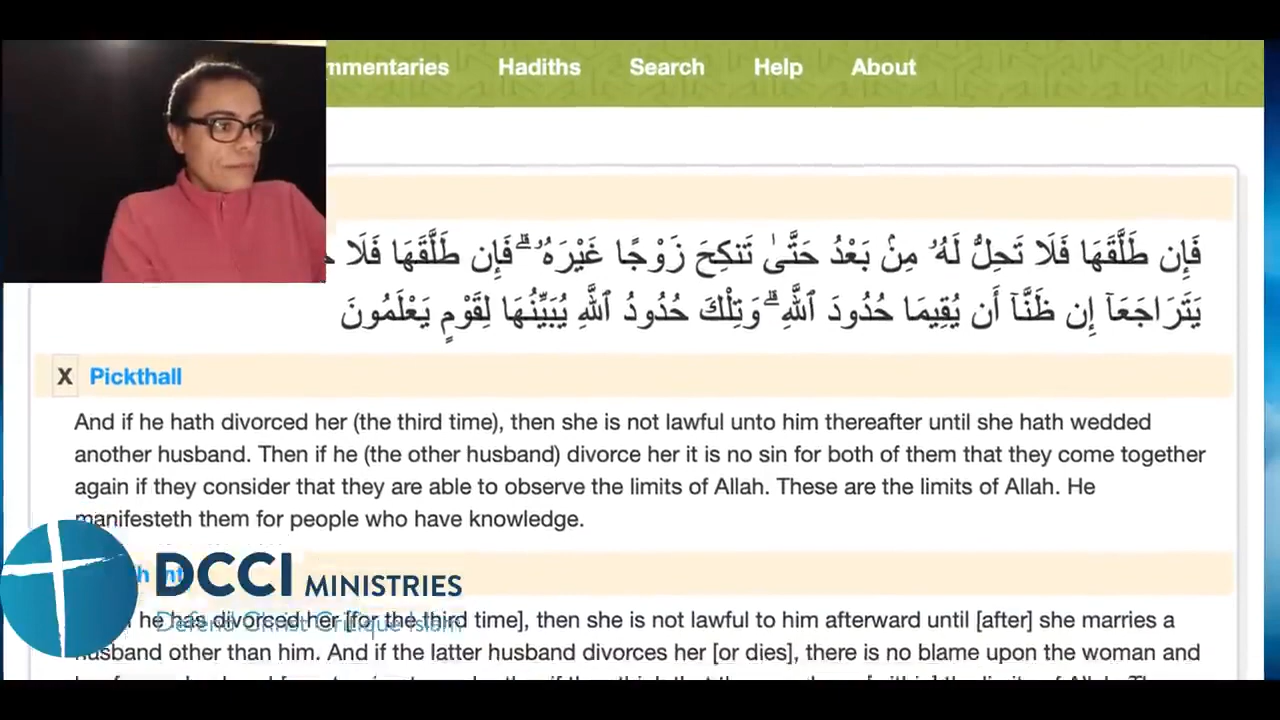 mmentaries Hadiths Search Help About
فَإِن طَلَّقَهَا فَلَا تَحِلُّ لَهُۥ مِنۢ بَعْدُ حَتَّىٰ تَنكِحَ زَوْجًا غَيْرَهُۥ ۗ فَإِن طَلَّقَهَا فَلَا
يَتَرَاجَعَآ إِن ظَنَّآ أَن يُقِيمَا حُدُودَ ٱللَّهِ ۗ وَتِلْكَ حُدُودُ ٱللَّهِ يُبَيِّنُهَا لِقَوْمٍ يَعْلَمُونَ
X Pickthall
And if he hath divorced her (the third time), then she is not lawful unto him thereafter until she hath wedded
another husband. Then if he (the other husband) divorce her it is no sin for both of them that they come together
again if they consider that they are able to observe the limits of Allah. These are the limits of Allah. He
manifesteth them for people who have knowledge.
DCCI MINISTRIES
Defend Christ Critique Islam
he has divorced her [for the third time], then she is not lawful to him afterward until [after] she marries a
husband other than him. And if the latter husband divorces her [or dies], there is no blame upon the woman and